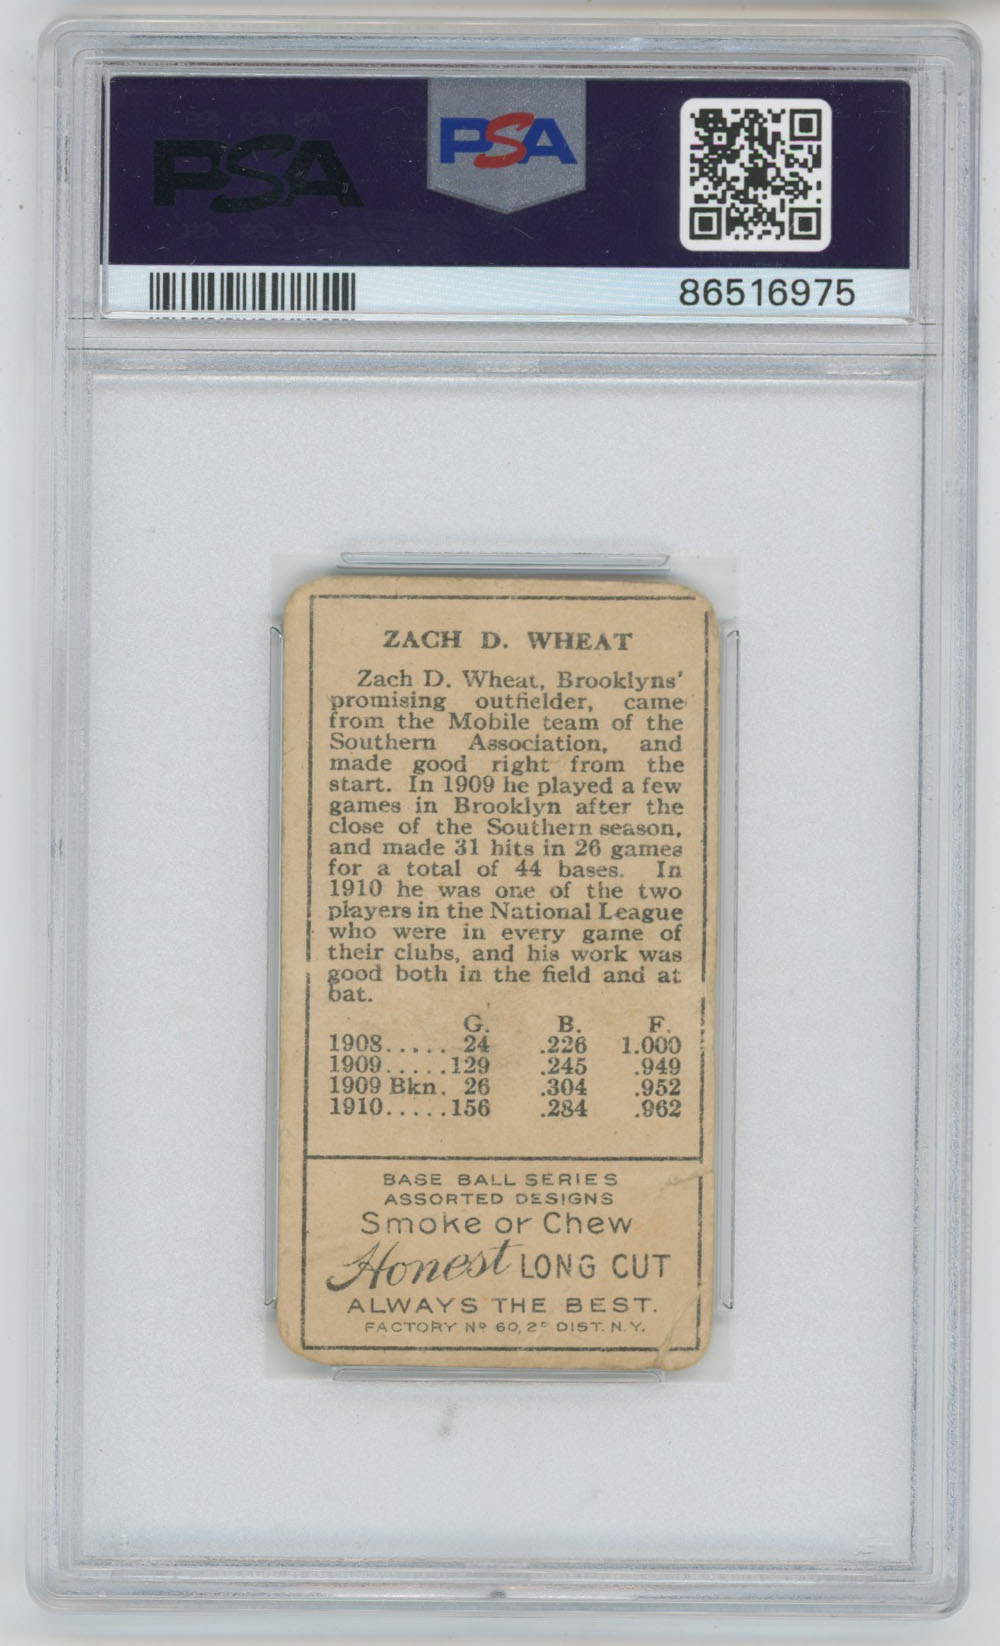 PSA
PSA
86516975
ZACH D. WHEAT
Zach D. Wheat, Brooklyns'
promising outfielder, came
from the Mobile team of the
Southern Association, and
made good right from the
start. In 1909 he played a few
games in Brooklyn after the
close of the Southern season,
and made 31 hits in 26 games
for a total of 44 bases. In
1910 he was one of the two
players in the National League
who were in every game of
their clubs, and his work was
good both in the field and at
bat.
G. B. F.
1908..... 24 .226 1.000
1909.....129 .245 .949
1909 Bkn. 26 .304 .952
1910.....156 .284 .962
BASE BALL SERIES
ASSORTED DESIGNS
Smoke or Chew
Honest LONG CUT
ALWAYS THE BEST.
FACTORY Nº 60, 2ᴰ DIST. N.Y.